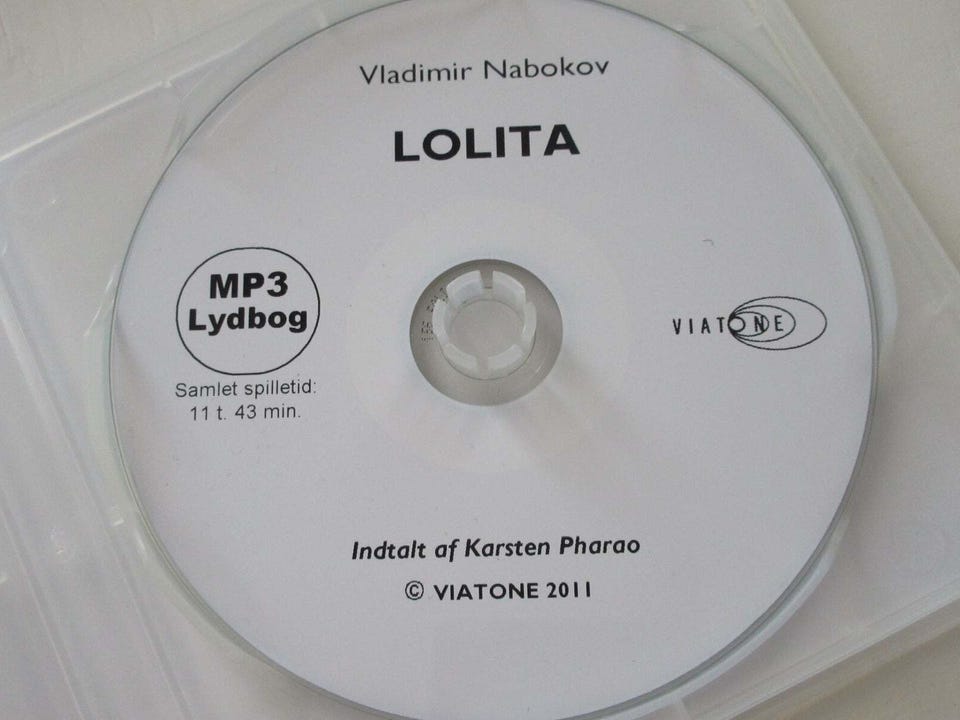 Vladimir Nabokov
LOLITA
MP3
Lydbog
Samlet spilletid:
11 t. 43 min.
VIATONE
Indtalt af Karsten Pharao
© VIATONE 2011